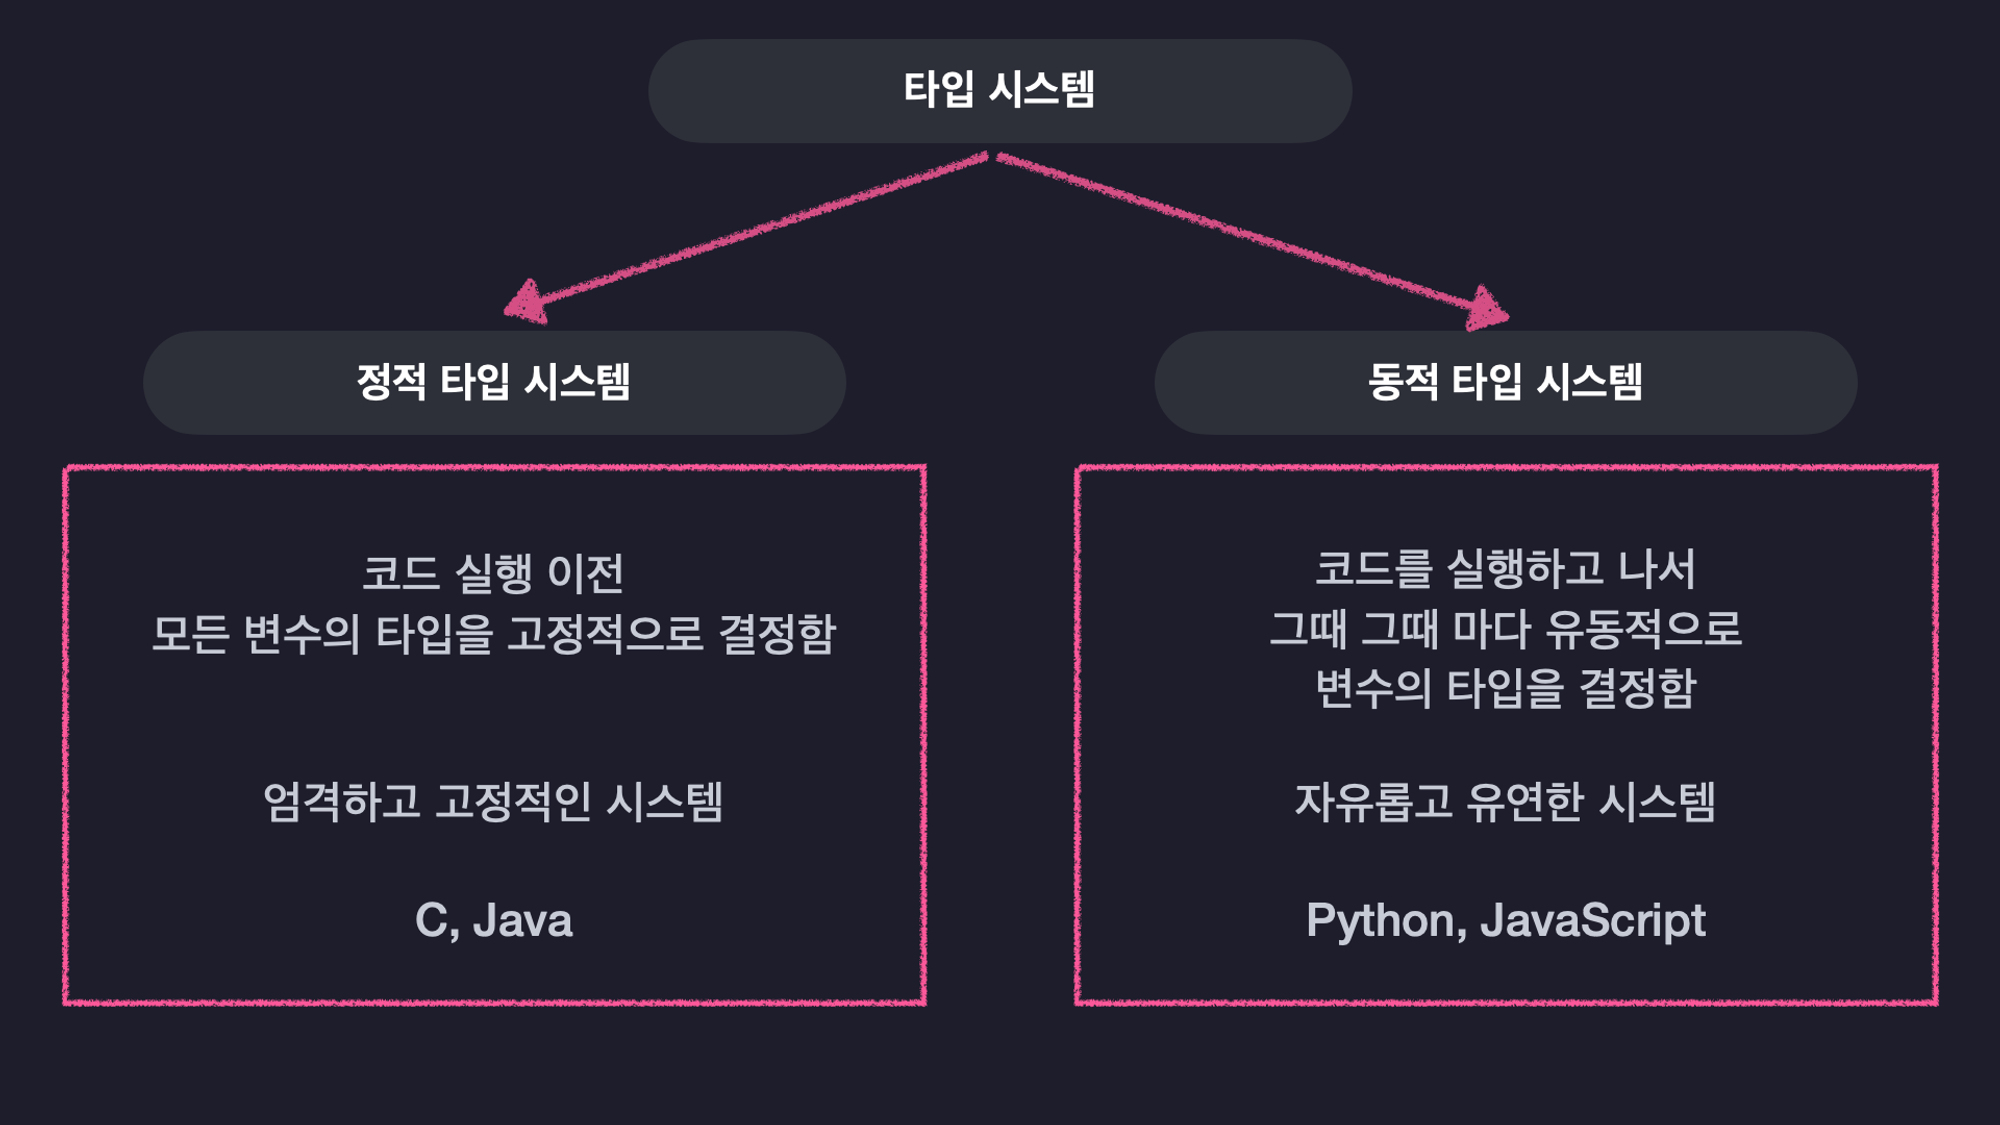 타입 시스템
정적 타입 시스템
코드 실행 이전
모든 변수의 타입을 고정적으로 결정함
엄격하고 고정적인 시스템
C, Java
동적 타입 시스템
코드를 실행하고 나서
그때 그때 마다 유동적으로
변수의 타입을 결정함
자유롭고 유연한 시스템
Python, JavaScript